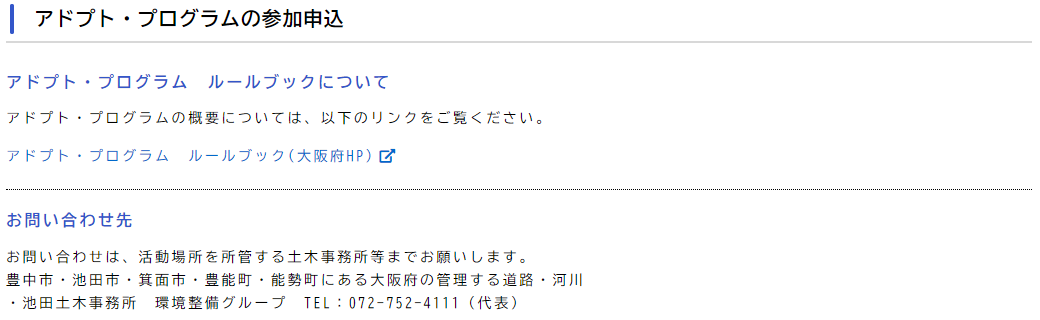 アドプト・プログラムの参加申込
アドプト・プログラム　ルールブックについて
アドプト・プログラムの概要については、以下のリンクをご覧ください。
アドプト・プログラム　ルールブック(大阪府HP)
お問い合わせ先
お問い合わせは、活動場所を所管する土木事務所等までお願いします。
豊中市・池田市・箕面市・豊能町・能勢町にある大阪府の管理する道路・河川
・池田土木事務所　環境整備グループ　TEL：072-752-4111（代表）